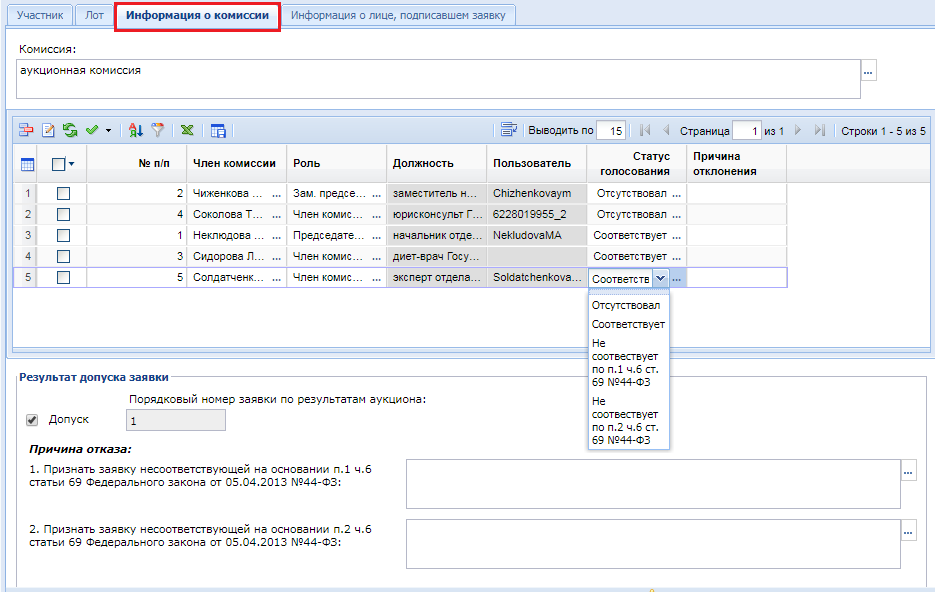 Участник Лот Информация о комиссии Информация о лице, подписавшем заявку
Комиссия:
аукционная комиссия ...
Выводить по 15 Страница 1 из 1 Строки 1 - 5 из 5
№ п/п Член комиссии Роль Должность Пользователь Статус голосования Причина отклонения
1 2 Чиженкова ... ... Зам. предсе... ... заместитель н... Chizhenkovaym Отсутствовал ...
2 4 Соколова Т... ... Член комис... ... юрисконсульт Г... 6228019955_2 Отсутствовал ...
3 1 Неклюдова ... ... Председате... ... начальник отде... NekludovaMA Соответствует ...
4 3 Сидорова Л... ... Член комис... ... диет-врач Госу... Соответствует ...
5 5 Солдатченк... ... Член комис... ... эксперт отдела... Soldatchenkova... Соответств ...
Отсутствовал
Соответствует
Не
соотвествует
по п.1 ч.6 ст.
69 №44-ФЗ
Не
соотвествует
по п.2 ч.6 ст.
69 №44-ФЗ
Результат допуска заявки
Порядковый номер заявки по результатам аукциона:
Допуск 1
Причина отказа:
1. Признать заявку несоответствующей на основании п.1 ч.6
статьи 69 Федерального закона от 05.04.2013 №44-ФЗ:
...
2. Признать заявку несоответствующей на основании п.2 ч.6
статьи 69 Федерального закона от 05.04.2013 №44-ФЗ:
...